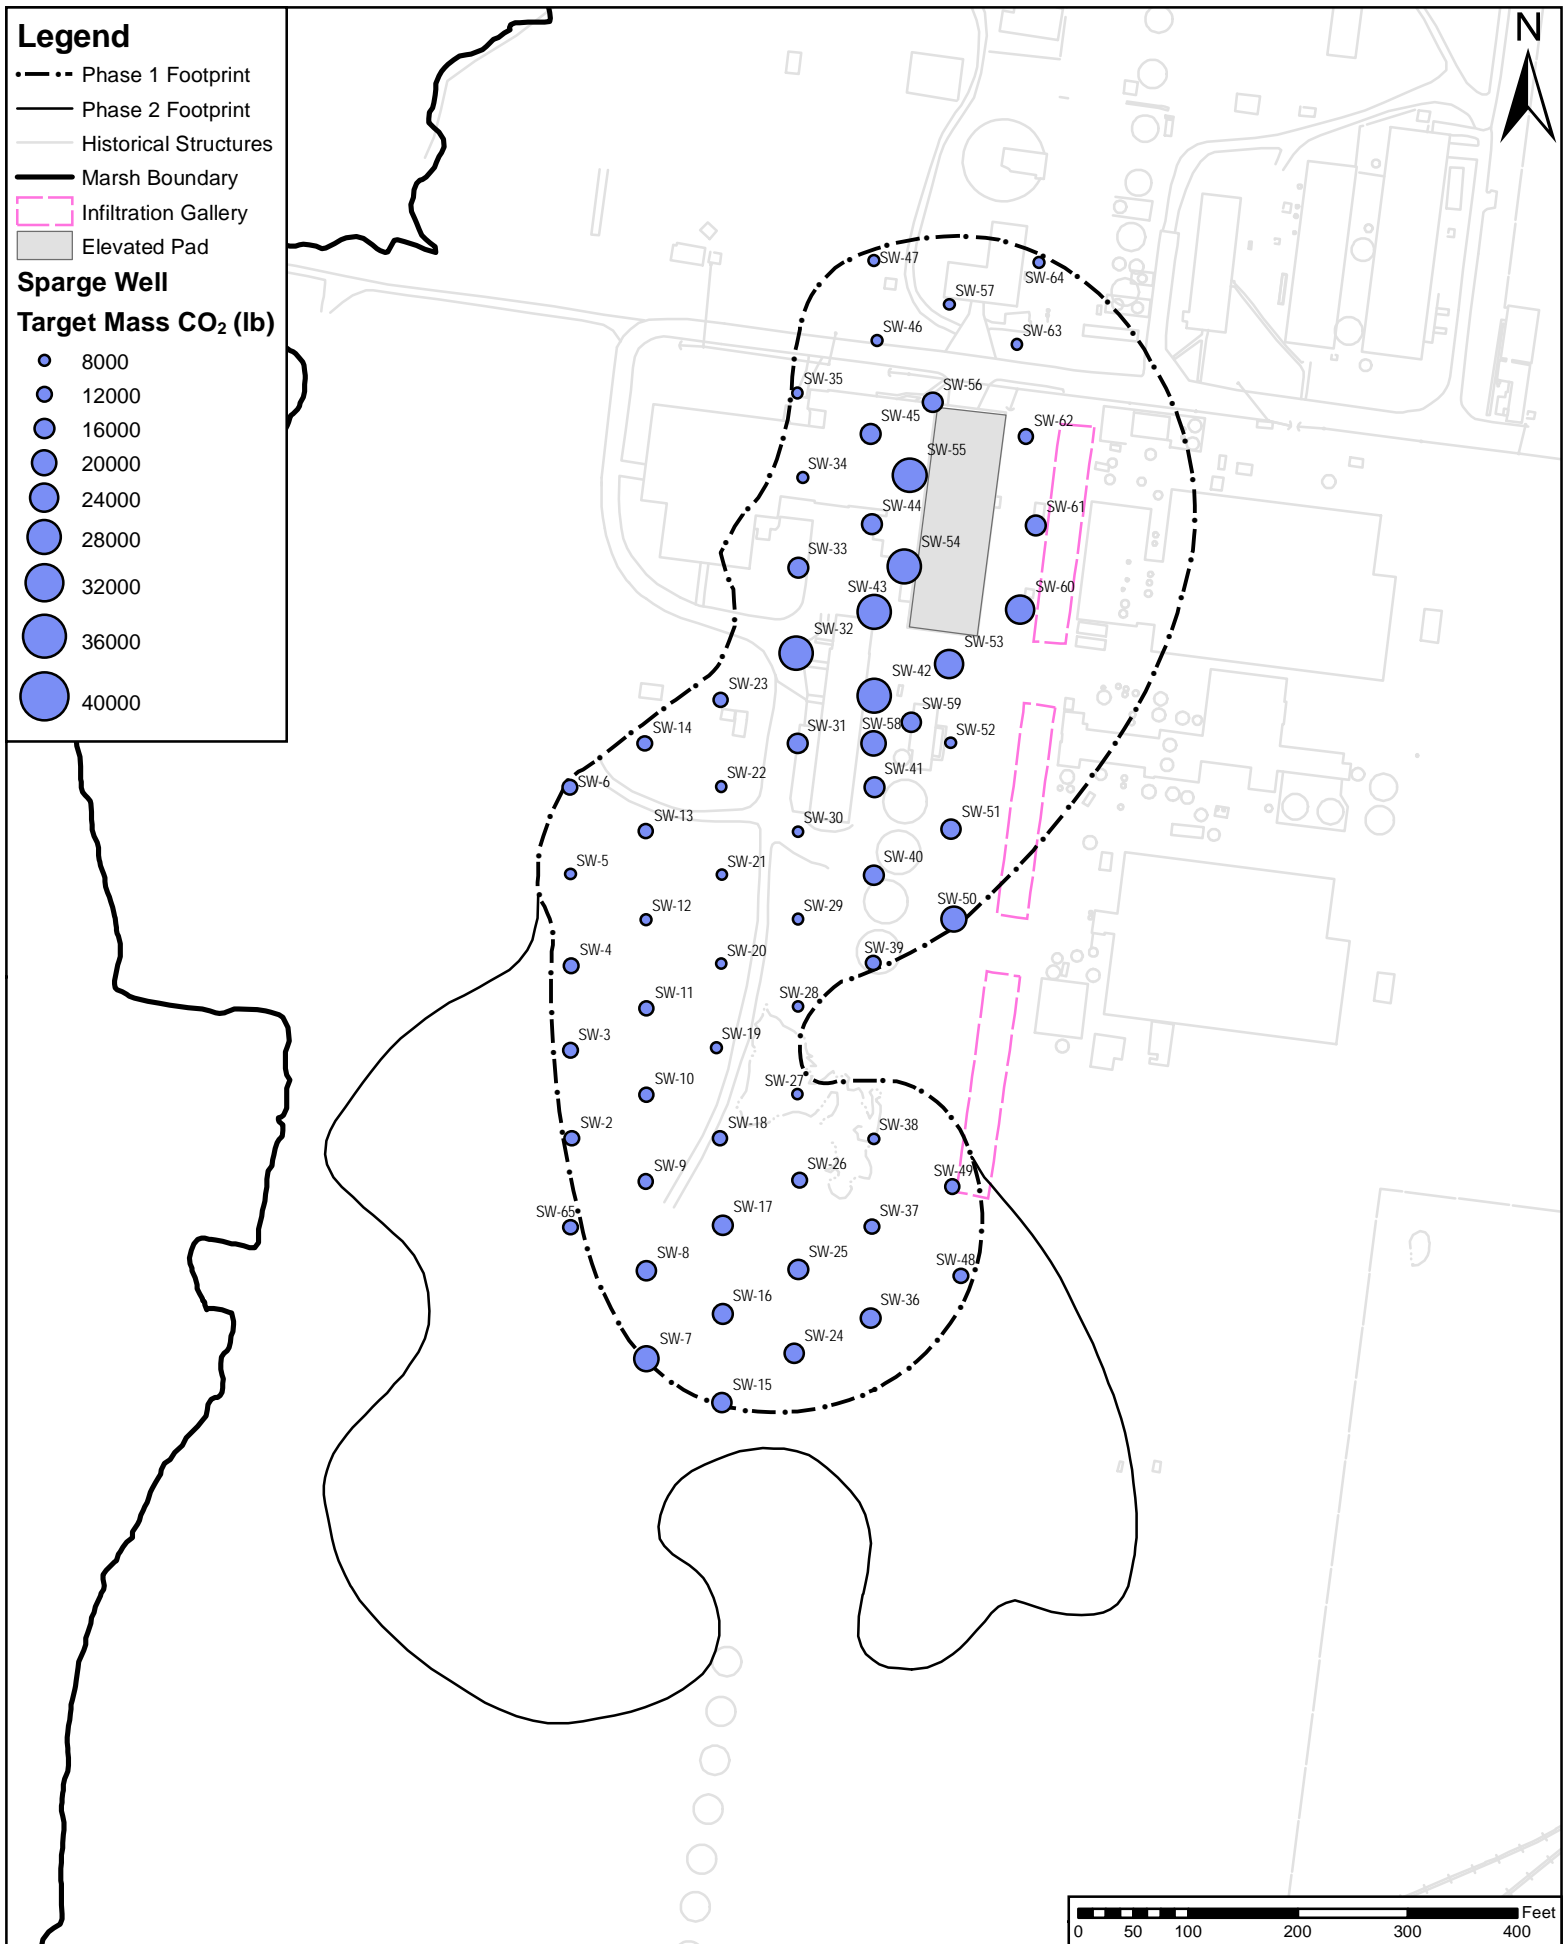 Legend
Phase 1 Footprint
Phase 2 Footprint
Historical Structures
Marsh Boundary
Infiltration Gallery
Elevated Pad
Sparge Well
Target Mass CO₂ (lb)
8000
12000
16000
20000
24000
28000
32000
36000
40000
N
SW-47
SW-64
SW-57
SW-46
SW-63
SW-35
SW-56
SW-45
SW-62
SW-55
SW-34
SW-44
SW-61
SW-54
SW-33
SW-43
SW-60
SW-32
SW-53
SW-42
SW-23
SW-59
SW-14
SW-31
SW-58
SW-52
SW-6
SW-22
SW-41
SW-13
SW-30
SW-51
SW-5
SW-21
SW-40
SW-12
SW-29
SW-50
SW-4
SW-20
SW-39
SW-11
SW-28
SW-3
SW-19
SW-10
SW-27
SW-2
SW-18
SW-38
SW-9
SW-26
SW-49
SW-65
SW-17
SW-37
SW-8
SW-25
SW-48
SW-16
SW-36
SW-7
SW-24
SW-15
Feet
0 50 100 200 300 400